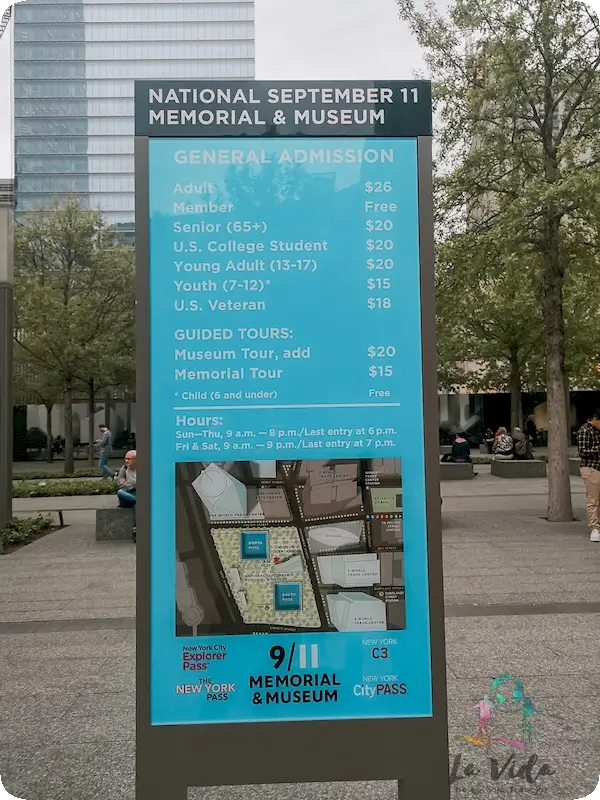 NATIONAL SEPTEMBER 11
MEMORIAL & MUSEUM
GENERAL ADMISSION
Adult $26
Member Free
Senior (65+) $20
U.S. College Student $20
Young Adult (13-17) $20
Youth (7-12)* $15
U.S. Veteran $18
GUIDED TOURS:
Museum Tour, add $20
Memorial Tour $15
* Child (6 and under) Free
Hours:
Sun—Thu, 9 a.m. — 8 p.m./Last entry at 6 p.m.
Fri & Sat, 9 a.m. — 9 p.m./Last entry at 7 p.m.
NORTH
POOL
SOUTH
POOL
New York City
Explorer
Pass
THE
NEW YORK
PASS
9/11
MEMORIAL
& MUSEUM
NEW YORK
C3
NEW YORK
CityPASS
La Vida